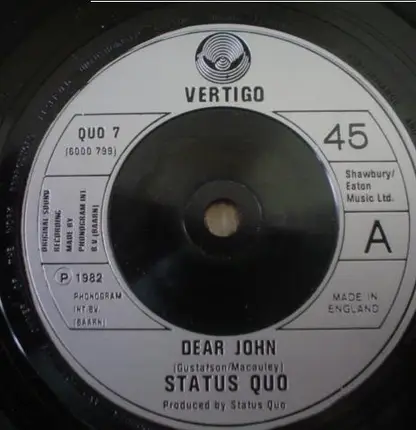 VERTIGO
QUO 7
(6000 799)
45
Shawbury/
Eaton
Music Ltd.
ORIGINAL SOUND
RECORDING
MADE BY
PHONOGRAM INT.
B.V. (BAARN)
A
Ⓟ 1982
PHONOGRAM
INT. BV.
(BAARN)
MADE IN
ENGLAND
DEAR JOHN
(Gustafson/Macauley)
STATUS QUO
Produced by Status Quo